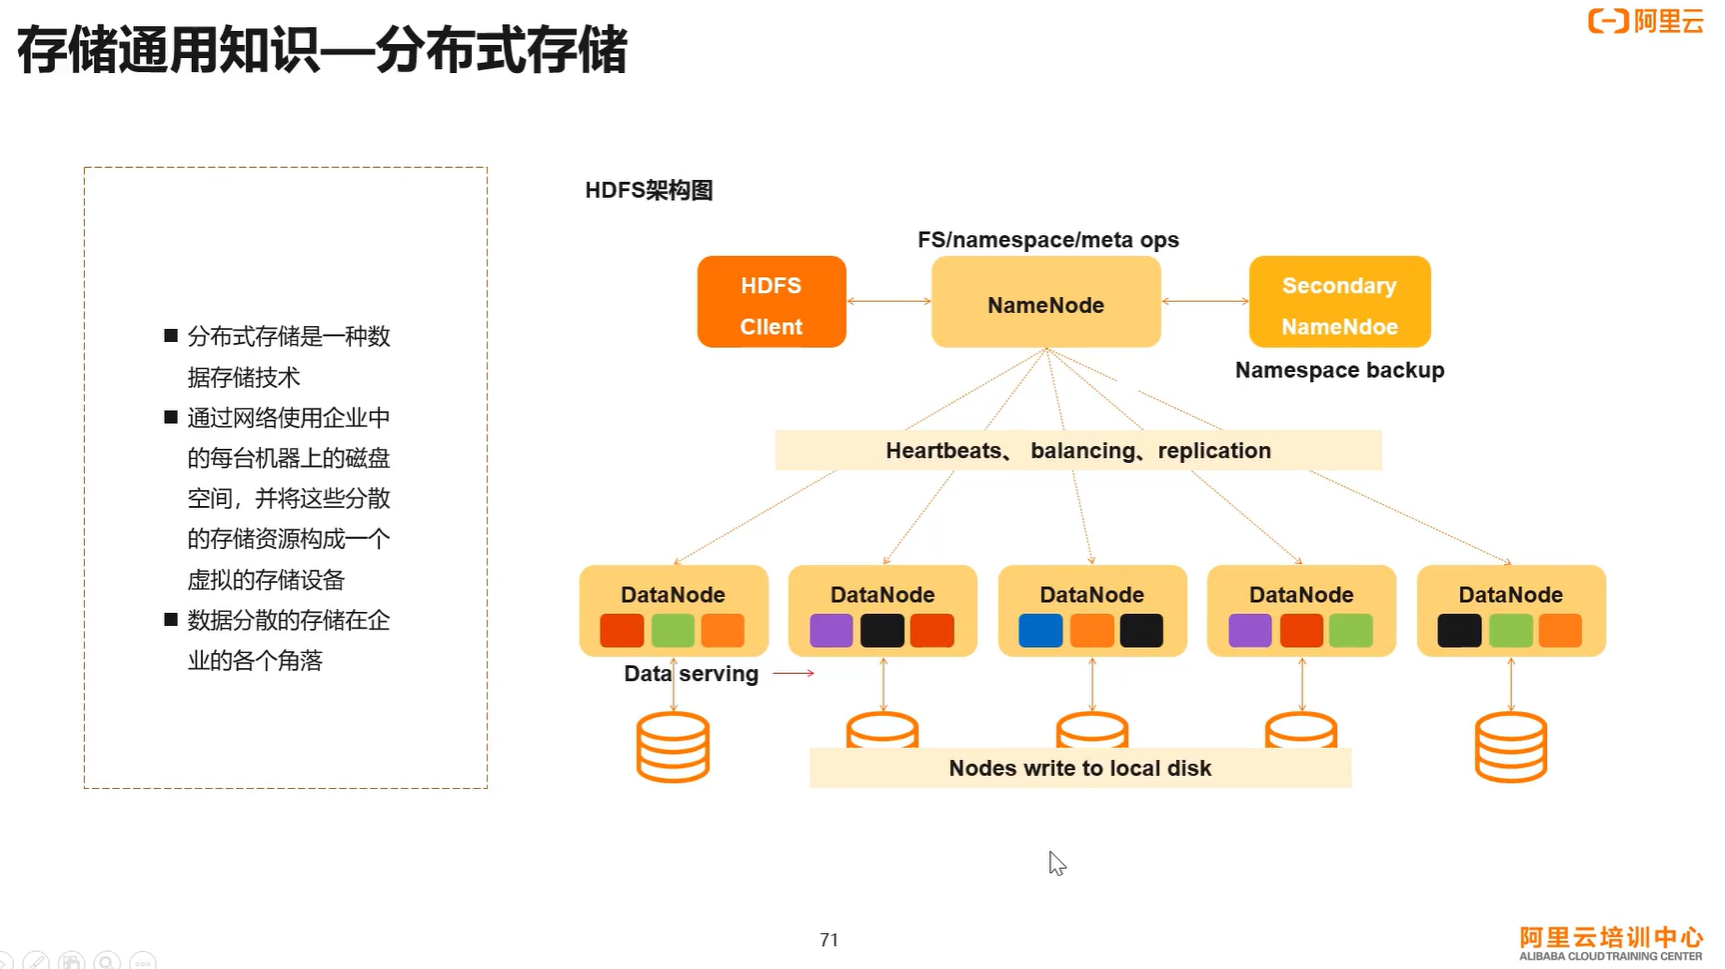 存储通用知识—分布式存储
阿里云
分布式存储是一种数
据存储技术
通过网络使用企业中
的每台机器上的磁盘
空间，并将这些分散
的存储资源构成一个
虚拟的存储设备
数据分散的存储在企
业的各个角落
HDFS架构图
FS/namespace/meta ops
HDFS
Cllent
NameNode
Secondary
NameNdoe
Namespace backup
Heartbeats、 balancing、replication
DataNode
DataNode
DataNode
DataNode
DataNode
Data serving
Nodes write to local disk
71
阿里云培训中心
ALIBABA CLOUD TRAINING CENTER